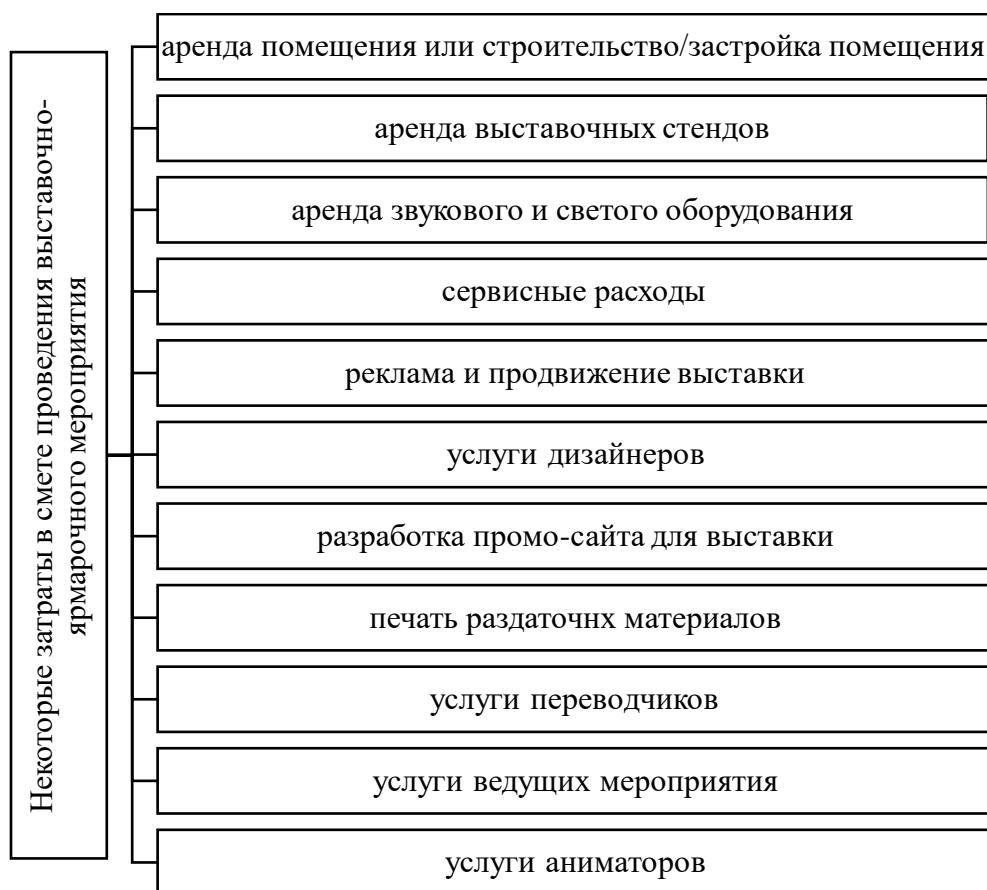 Некоторые затраты в смете проведения выставочно-
ярмарочного мероприятия
аренда помещения или строительство/застройка помещения
аренда выставочных стендов
аренда звукового и светого оборудования
сервисные расходы
реклама и продвижение выставки
услуги дизайнеров
разработка промо-сайта для выставки
печать раздаточнх материалов
услуги переводчиков
услуги ведущих мероприятия
услуги аниматоров